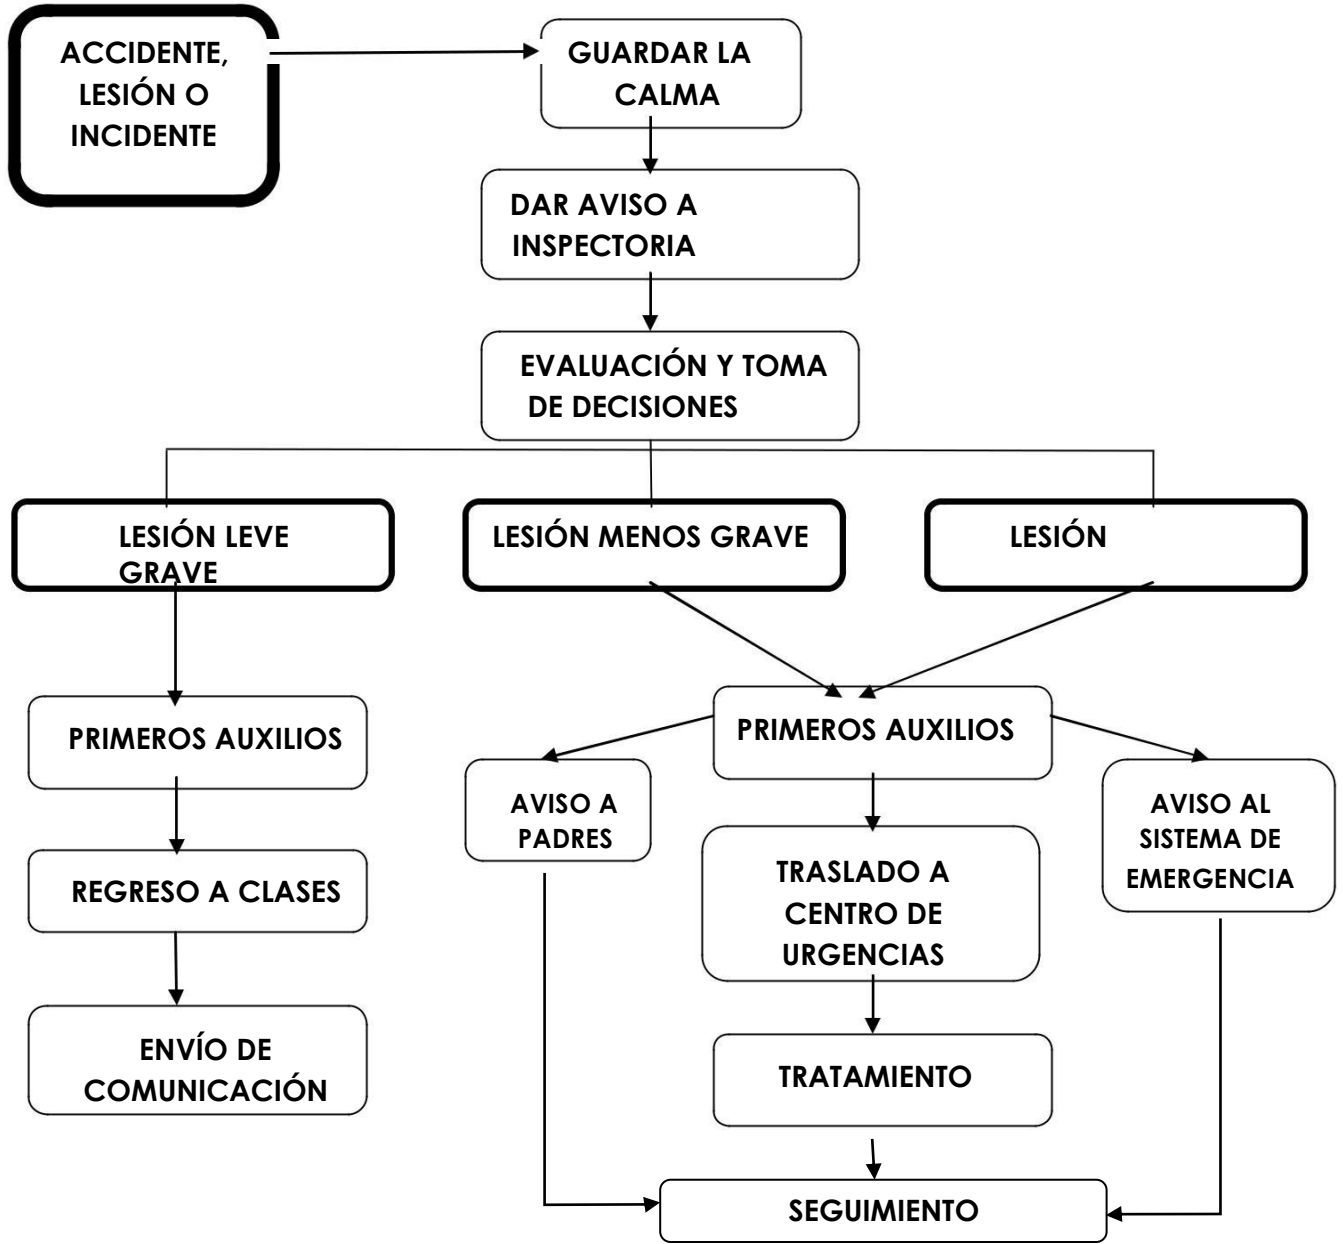 ACCIDENTE,
LESIÓN O
INCIDENTE
GUARDAR LA
CALMA
DAR AVISO A
INSPECTORIA
EVALUACIÓN Y TOMA
DE DECISIONES
LESIÓN LEVE
GRAVE
LESIÓN MENOS GRAVE
LESIÓN
PRIMEROS AUXILIOS
REGRESO A CLASES
ENVÍO DE
COMUNICACIÓN
PRIMEROS AUXILIOS
AVISO A
PADRES
TRASLADO A
CENTRO DE
URGENCIAS
AVISO AL
SISTEMA DE
EMERGENCIA
TRATAMIENTO
SEGUIMIENTO